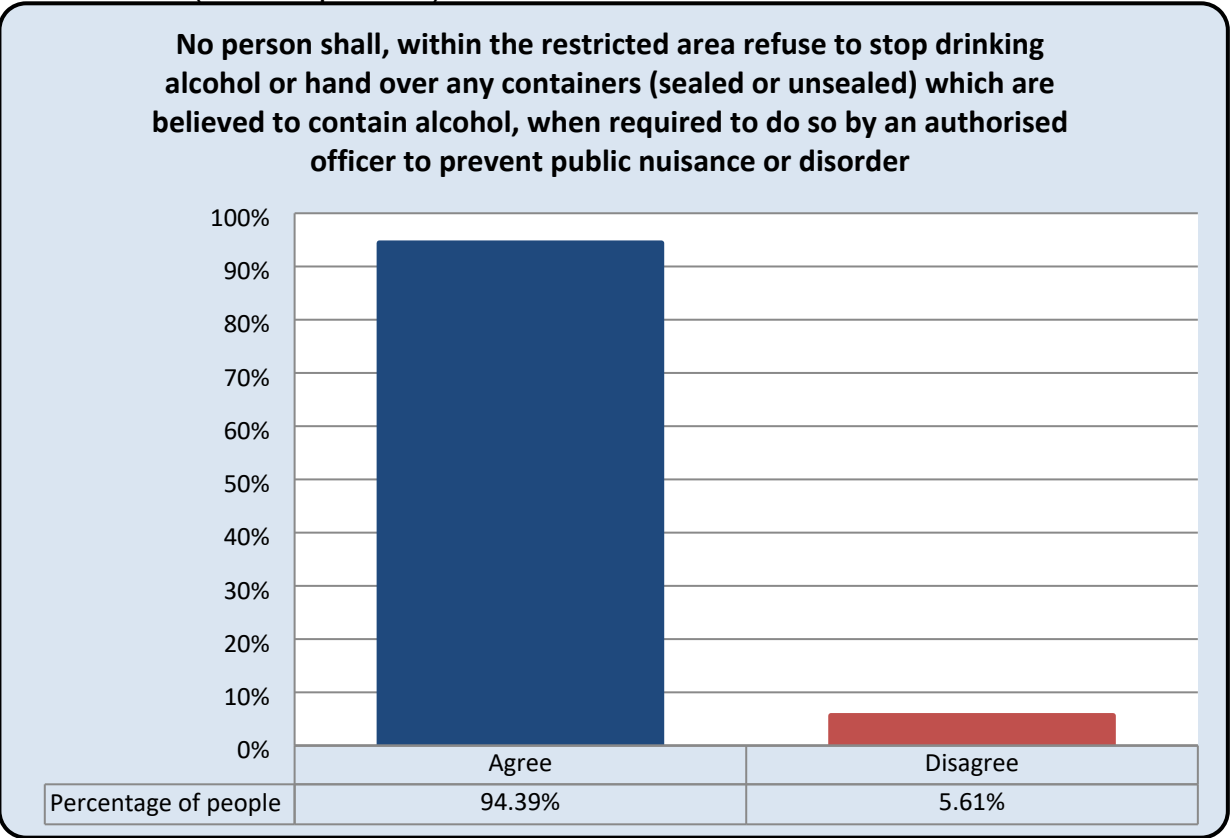 No person shall, within the restricted area refuse to stop drinking
alcohol or hand over any containers (sealed or unsealed) which are
believed to contain alcohol, when required to do so by an authorised
officer to prevent public nuisance or disorder
100%
90%
80%
70%
60%
50%
40%
30%
20%
10%
0%
Agree Disagree
Percentage of people 94.39% 5.61%